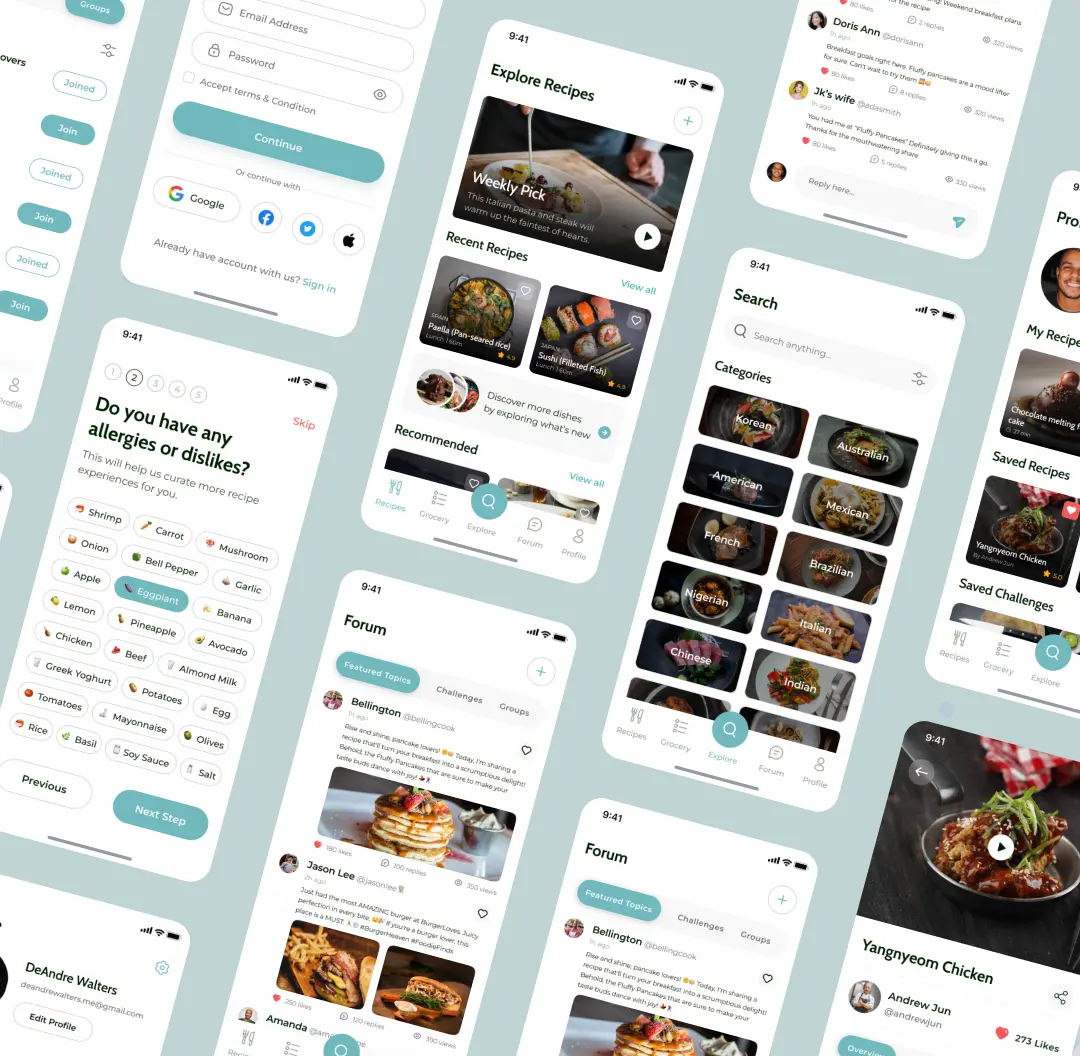 Groups
overs
Joined
Join
Joined
Join
Joined
Join
Profile
Email Address
Password
Accept terms & Condition
Continue
Or continue with
Google
Already have account with us? Sign in
9:41
Explore Recipes
Weekly Pick
This Italian pasta and steak will
warm up the faintest of hearts.
Recent Recipes
View all
SPAIN
Paella (Pan-seared rice)
Lunch | 60m
4.9
JAPAN
Sushi (Filleted Fish)
Lunch | 60m
4.9
Discover more dishes
by exploring what's new
Recommended
View all
Recipes
Grocery
Explore
Forum
Profile
80 likes
2 replies
320 views
Doris Ann @dorisann
1h ago
Breakfast goals right here. Fluffy pancakes are a mood lifter
for sure. Can't wait to try them
80 likes
8 replies
320 views
Jk's wife @adasmith
1h ago
You had me at "Fluffy Pancakes" Definitely giving this a go.
Thanks for the mouthwatering share
80 likes
5 replies
330 views
Reply here...
9:41
1
2
3
4
5
Skip
Do you have any
allergies or dislikes?
This will help us curate more recipe
experiences for you.
Shrimp
Carrot
Mushroom
Onion
Bell Pepper
Garlic
Apple
Eggplant
Banana
Lemon
Pineapple
Avocado
Chicken
Beef
Almond Milk
Greek Yoghurt
Potatoes
Egg
Tomatoes
Mayonnaise
Olives
Rice
Basil
Soy Sauce
Salt
Previous
Next Step
9:41
Search
Search anything...
Categories
Korean
Australian
American
Mexican
French
Brazilian
Nigerian
Italian
Chinese
Indian
Recipes
Grocery
Explore
Forum
Profile
9:41
Forum
Featured Topics
Challenges
Groups
Bellington @bellingcook
1h ago
Rise and shine, pancake lovers! Today, I'm sharing a
recipe that'll turn your breakfast into a scrumptious delight!
Behold, the Fluffy Pancakes that are sure to make your
taste buds dance with joy!
180 likes
100 replies
350 views
Jason Lee @jasonlee
2h ago
Just had the most AMAZING burger at BurgerLoves. Juicy
perfection in every bite. If you're a burger lover, this
place is a MUST. #BurgerHeaven #FoodieFinds
250 likes
120 replies
390 views
Amanda
9:41
Forum
Featured Topics
Challenges
Groups
Bellington @bellingcook
1h ago
Rise and shine, pancake lovers! Today, I'm sharing a
recipe that'll turn your breakfast into a scrumptious delight!
Behold, the Fluffy Pancakes that are sure to make your
taste buds dance with joy!
My Recipe
Chocolate melting
cake
27 min
Saved Recipes
Yangnyeom Chicken
By Andrew Jun
5.0
Saved Challenges
Recipes
Grocery
Explore
9:41
Yangnyeom Chicken
Andrew Jun
@andrewjun
273 Likes
DeAndre Walters
deandrewalters.me@gmail.com
Edit Profile